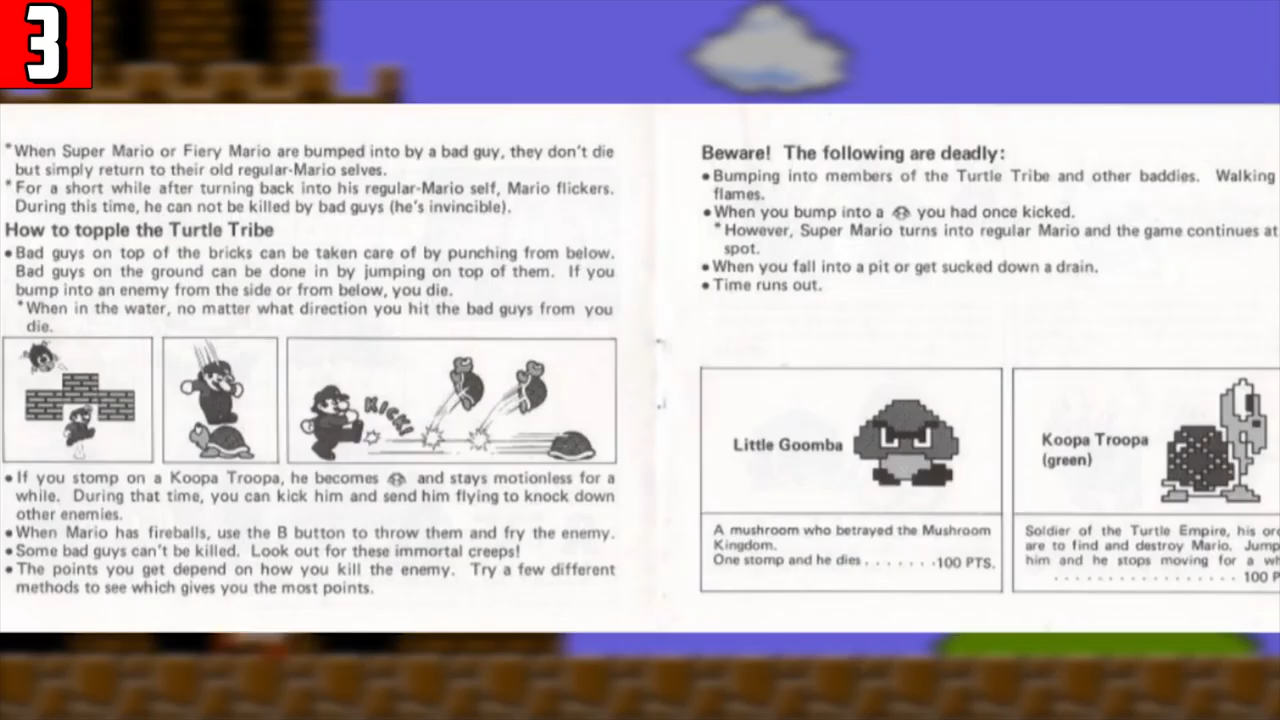 3
*When Super Mario or Fiery Mario are bumped into by a bad guy, they don't die
but simply return to their old regular-Mario selves.
*For a short while after turning back into his regular-Mario self, Mario flickers.
During this time, he can not be killed by bad guys (he's invincible).
How to topple the Turtle Tribe
•Bad guys on top of the bricks can be taken care of by punching from below.
Bad guys on the ground can be done in by jumping on top of them. If you
bump into an enemy from the side or from below, you die.
*When in the water, no matter what direction you hit the bad guys from you
die.
KICK!
•If you stomp on a Koopa Troopa, he becomes and stays motionless for a
while. During that time, you can kick him and send him flying to knock down
other enemies.
•When Mario has fireballs, use the B button to throw them and fry the enemy.
•Some bad guys can't be killed. Look out for these immortal creeps!
•The points you get depend on how you kill the enemy. Try a few different
methods to see which gives you the most points.
Beware! The following are deadly:
•Bumping into members of the Turtle Tribe and other baddies. Walking
flames.
•When you bump into a you had once kicked.
*However, Super Mario turns into regular Mario and the game continues at
spot.
•When you fall into a pit or get sucked down a drain.
•Time runs out.
Little Goomba
A mushroom who betrayed the Mushroom
Kingdom.
One stomp and he dies . . . . . . . 100 PTS.
Koopa Troopa
(green)
Soldier of the Turtle Empire, his
are to find and destroy Mario. Jump
him and he stops moving for a
. . . . . . . . . . . . . . . . . 100